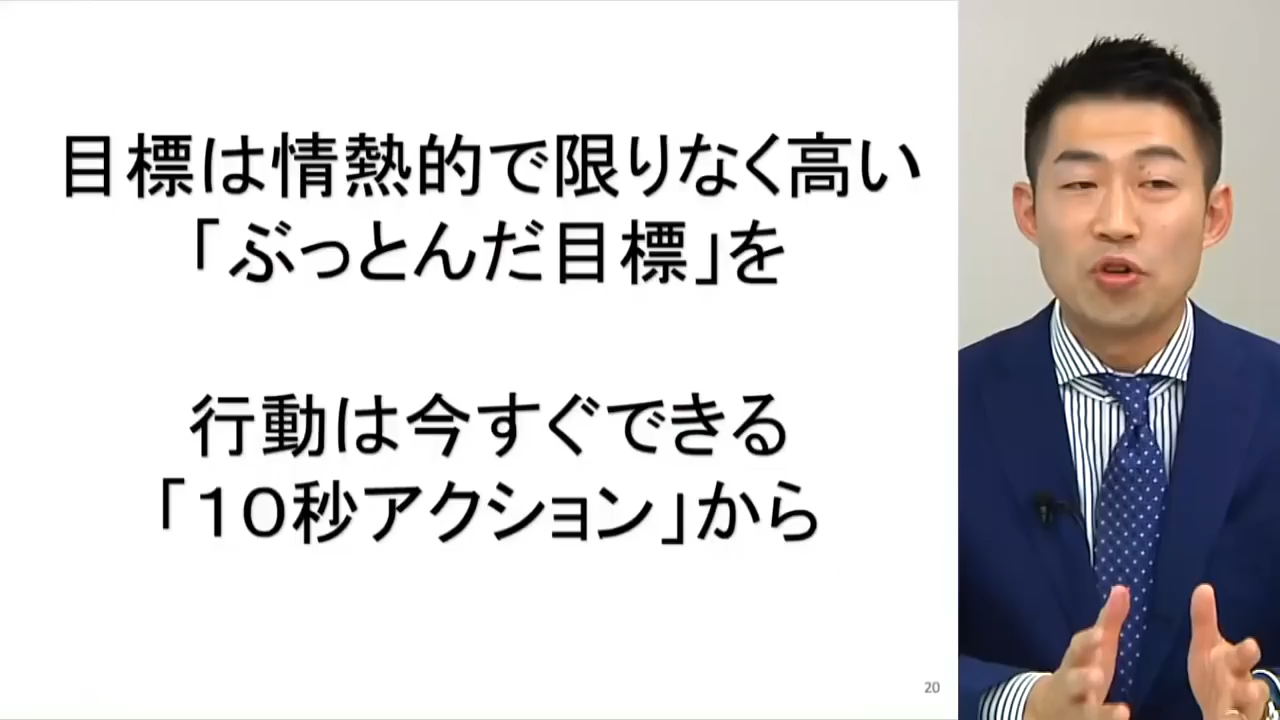 目標は情熱的で限りなく高い
「ぶっとんだ目標」を
行動は今すぐできる
「１０秒アクション」から
20